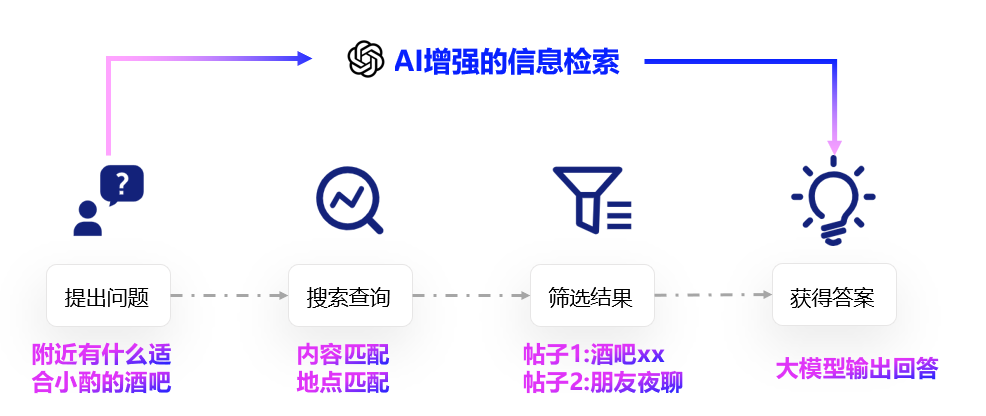 AI增强的信息检索
?
提出问题
搜索查询
筛选结果
获得答案
附近有什么适
合小酌的酒吧
内容匹配
地点匹配
帖子1:酒吧xx
帖子2:朋友夜聊
大模型输出回答